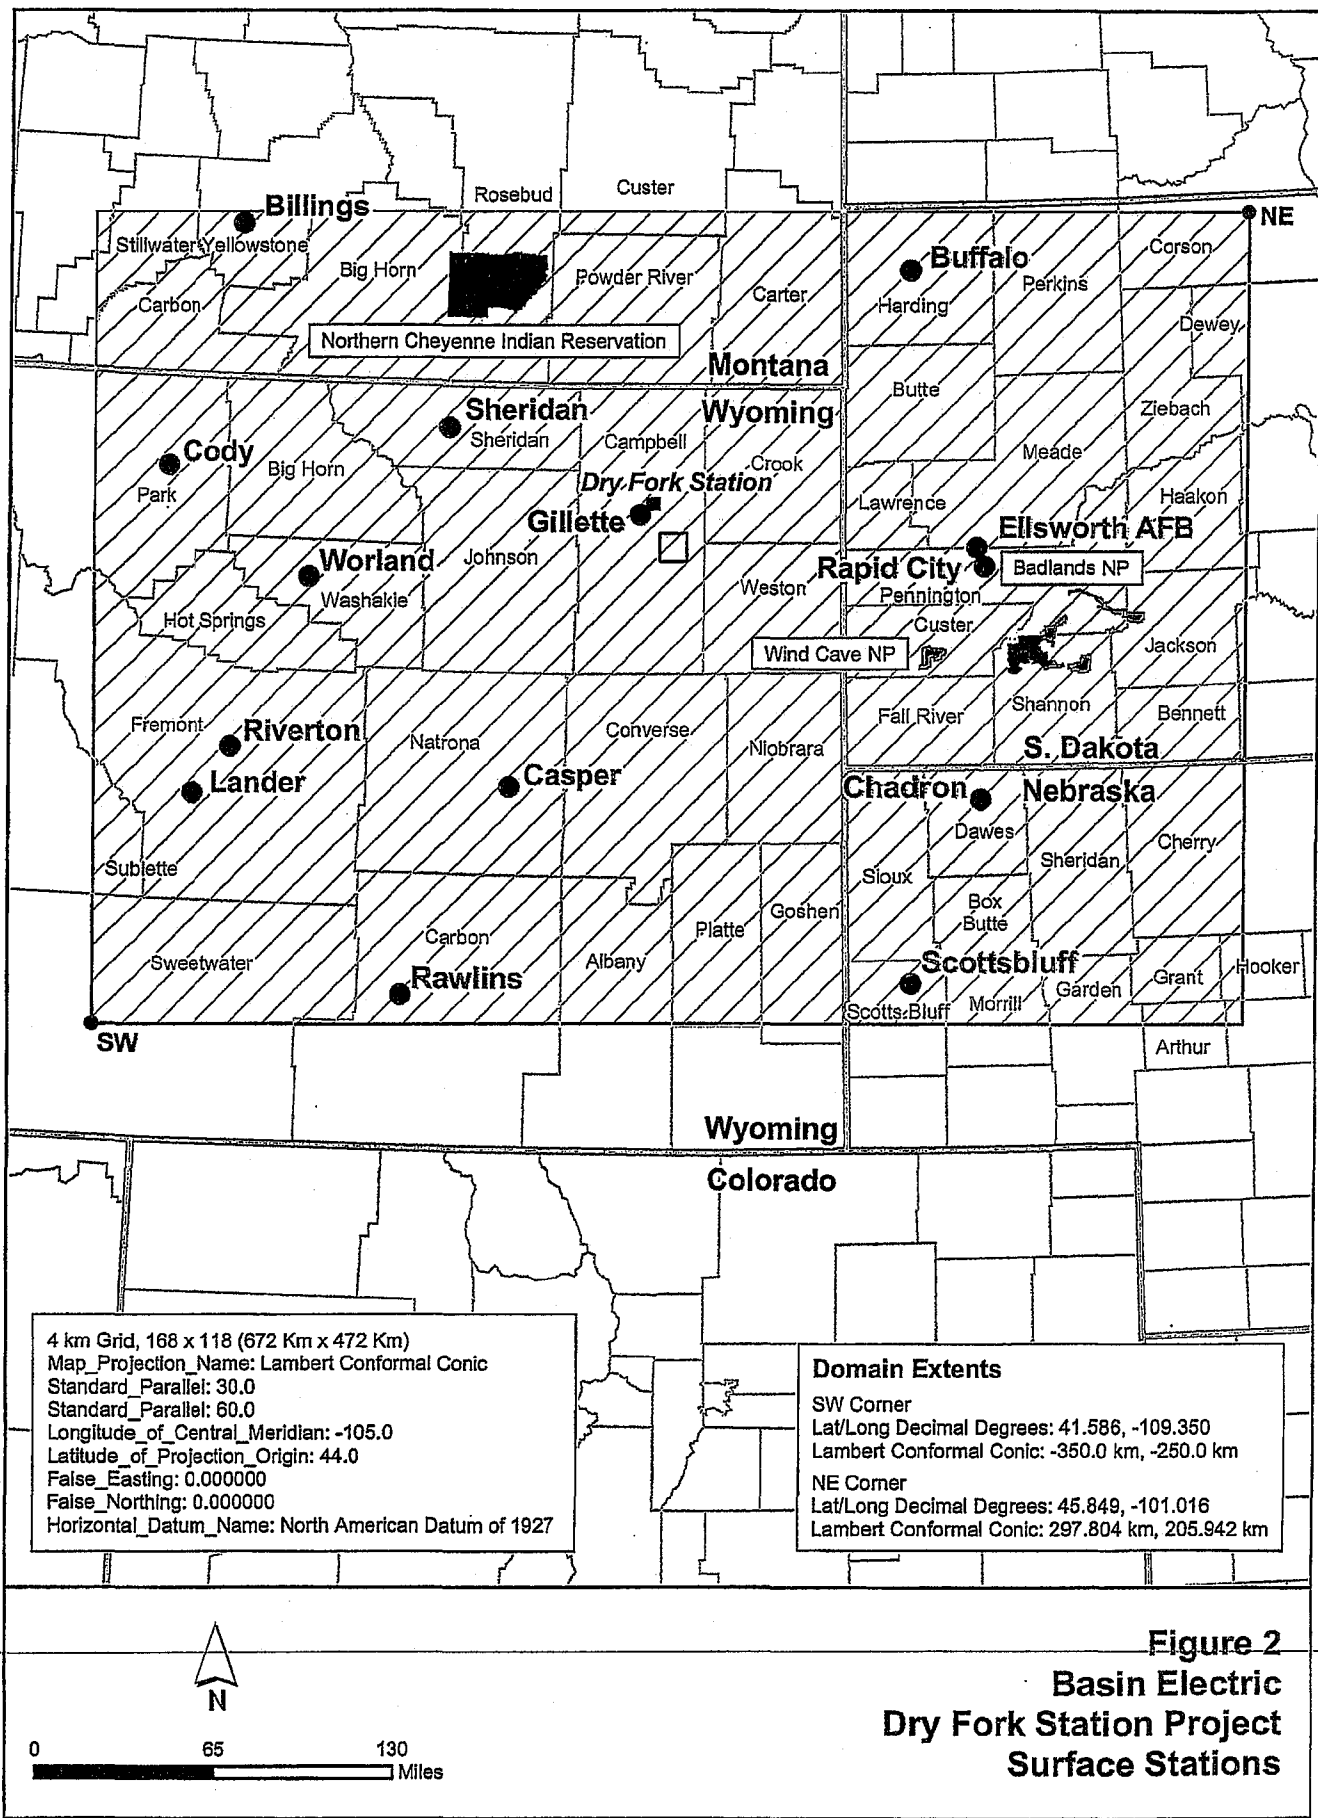 Rosebud
Custer
Billings
NE
Stillwater
Yellowstone
Big Horn
Powder River
Carter
Carbon
Buffalo
Harding
Perkins
Corson
Dewey
Northern Cheyenne Indian Reservation
Montana
Butte
Ziebach
Sheridan
Sheridan
Wyoming
Campbell
Crook
Cody
Park
Big Horn
Meade
Dry Fork Station
Gillette
Lawrence
Haakon
Ellsworth AFB
Johnson
Worland
Washakie
Weston
Rapid City
Badlands NP
Pennington
Hot Springs
Custer
Wind Cave NP
Jackson
Fremont
Riverton
Natrona
Converse
Niobrara
Fall River
Shannon
Bennett
S. Dakota
Lander
Casper
Chadron
Nebraska
Dawes
Cherry
Sublette
Sioux
Sheridan
Box
Butte
Sweetwater
Carbon
Albany
Platte
Goshen
Rawlins
Scottsbluff
Scotts Bluff
Morrill
Garden
Grant
Hooker
SW
Arthur
Wyoming
Colorado
4 km Grid, 168 x 118 (672 Km x 472 Km)
Map_Projection_Name: Lambert Conformal Conic
Standard_Parallel: 30.0
Standard_Parallel: 60.0
Longitude_of_Central_Meridian: -105.0
Latitude_of_Projection_Origin: 44.0
False_Easting: 0.000000
False_Northing: 0.000000
Horizontal_Datum_Name: North American Datum of 1927
Domain Extents
SW Corner
Lat/Long Decimal Degrees: 41.586, -109.350
Lambert Conformal Conic: -350.0 km, -250.0 km
NE Corner
Lat/Long Decimal Degrees: 45.849, -101.016
Lambert Conformal Conic: 297.804 km, 205.942 km
N
0 65 130
Miles
Figure 2
Basin Electric
Dry Fork Station Project
Surface Stations